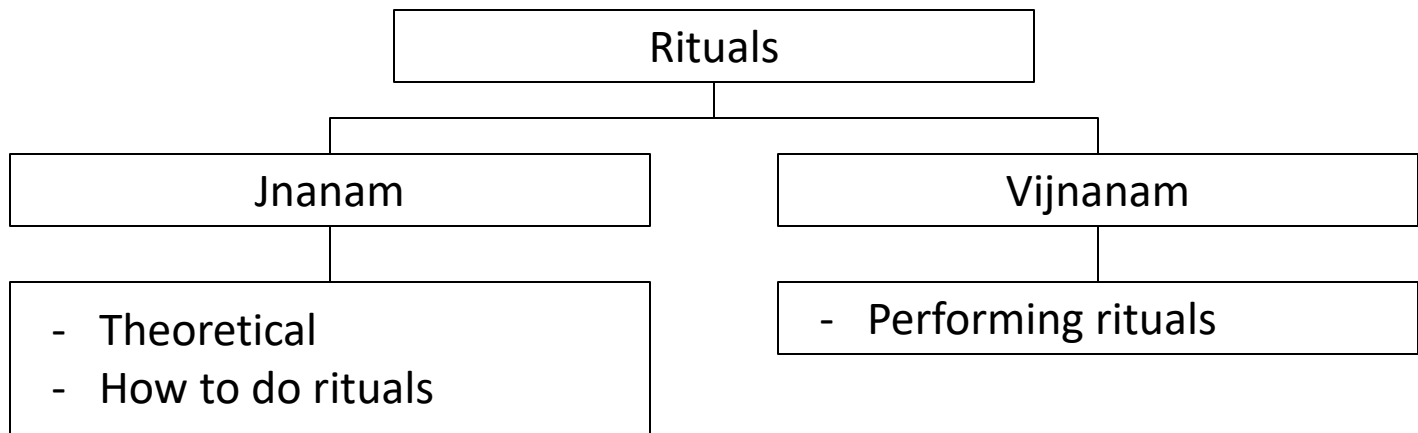 Rituals
Jnanam
Vijnanam
- Theoretical
- How to do rituals
- Performing rituals